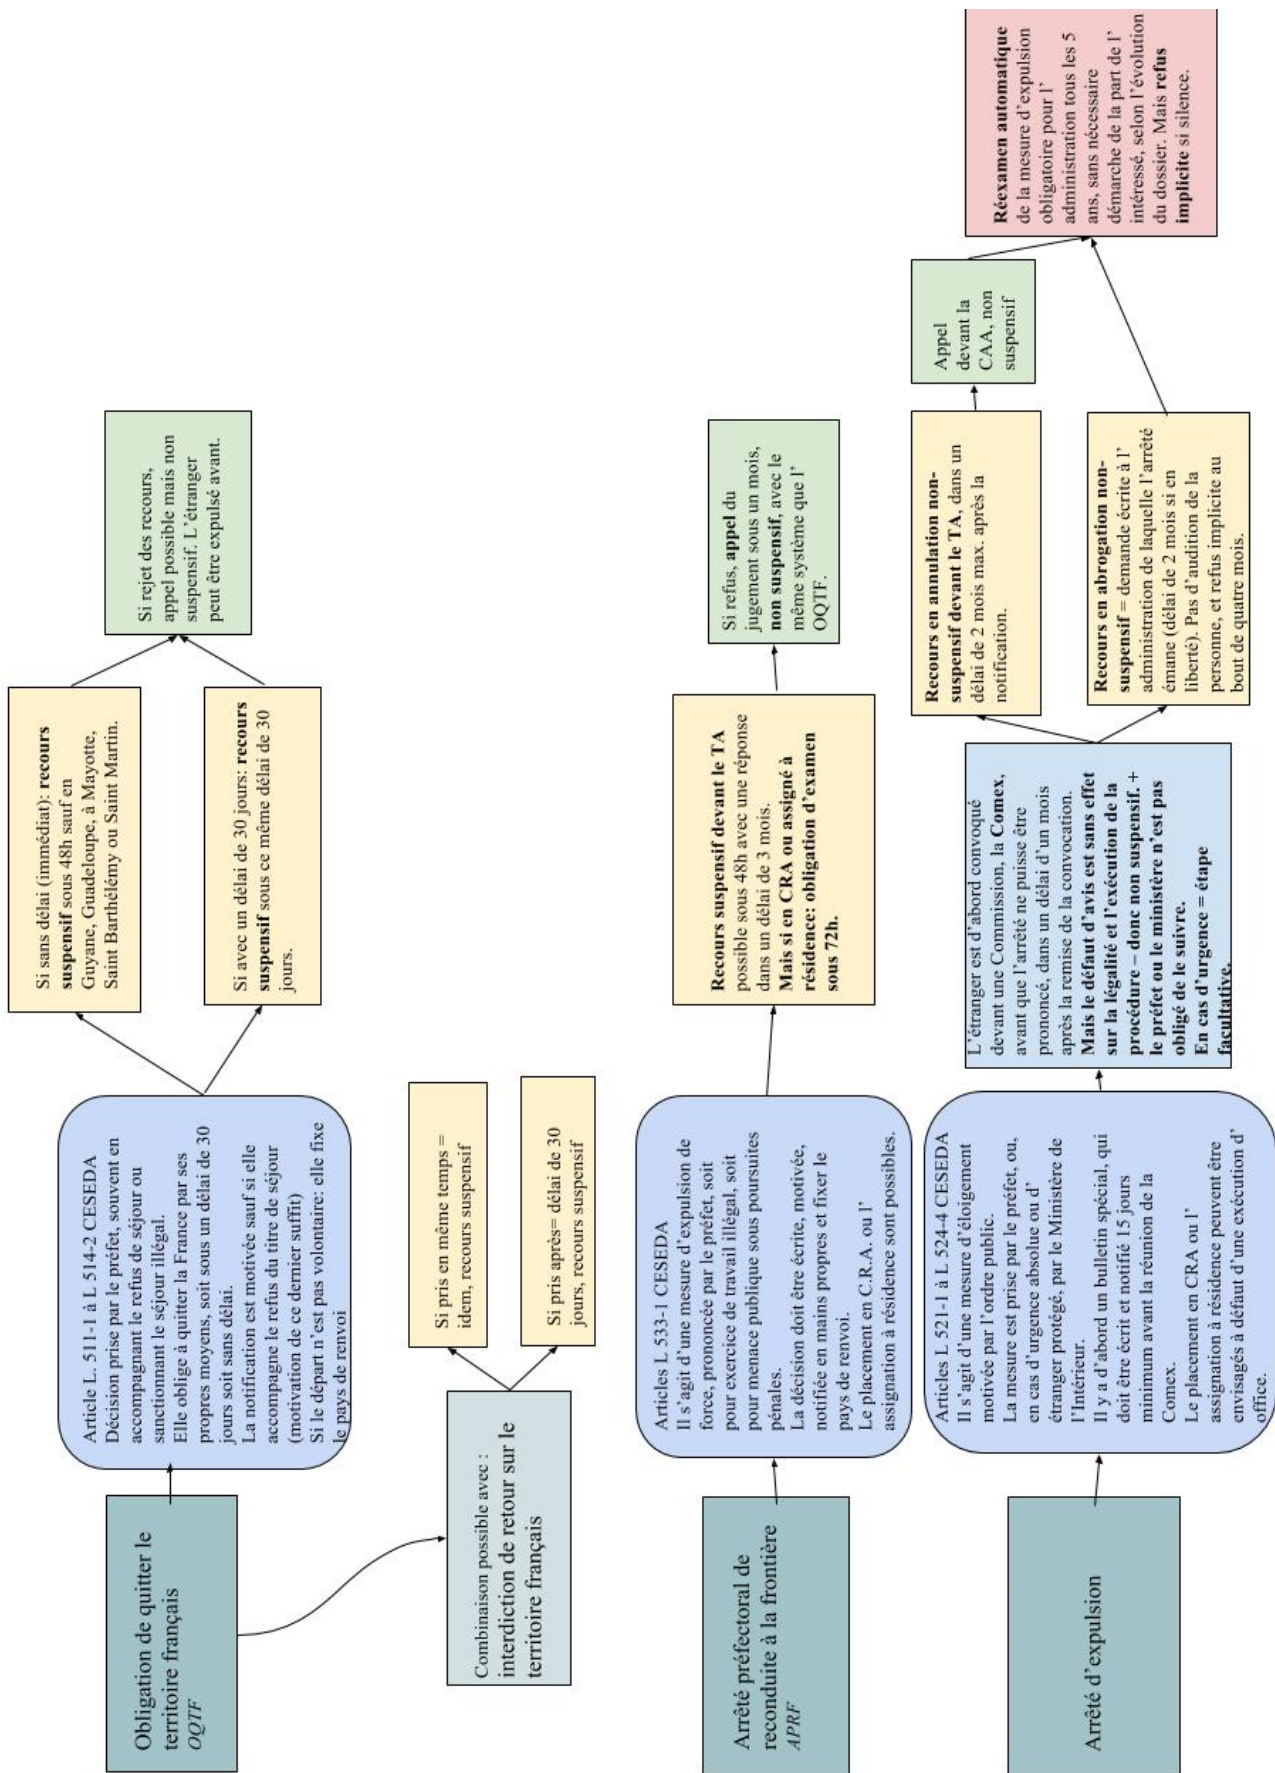 Obligation de quitter le
territoire français
OQTF
Article L. 511-1 à L 514-2 CESEDA
Décision prise par le préfet, souvent en
accompagnant le refus de séjour ou
sanctionnant le séjour illégal.
Elle oblige à quitter la France par ses
propres moyens, soit sous un délai de 30
jours soit sans délai.
La notification est motivée sauf si elle
accompagne le refus du titre de séjour
(motivation de ce dernier suffit)
Si le départ n’est pas volontaire: elle fixe
le pays de renvoi
Si sans délai (immédiat): recours
suspensif sous 48h sauf en
Guyane, Guadeloupe, à Mayotte,
Saint Barthélémy ou Saint Martin.
Si avec un délai de 30 jours: recours
suspensif sous ce même délai de 30
jours.
Si rejet des recours,
appel possible mais non
suspensif. L’étranger
peut être expulsé avant.
Combinaison possible avec :
interdiction de retour sur le
territoire français
Si pris en même temps =
idem, recours suspensif
Si pris après= délai de 30
jours, recours suspensif
Arrêté préfectoral de
reconduite à la frontière
APRF
Articles L 533-1 CESEDA
Il s’agit d’une mesure d’expulsion de
force, prononcée par le préfet, soit
pour exercice de travail illégal, soit
pour menace publique sous poursuites
pénales.
La décision doit être écrite, motivée,
notifiée en mains propres et fixer le
pays de renvoi.
Le placement en C.R.A. ou l’
assignation à résidence sont possibles.
Recours suspensif devant le TA
possible sous 48h avec une réponse
dans un délai de 3 mois.
Mais si en CRA ou assigné à
résidence: obligation d’examen
sous 72h.
Si refus, appel du
jugement sous un mois,
non suspensif, avec le
même système que l’
OQTF.
Arrêté d’expulsion
Articles L 521-1 à L 524-4 CESEDA
Il s’agit d’une mesure d’éloignement
motivée par l’ordre public.
La mesure est prise par le préfet, ou,
en cas d’urgence absolue ou d’
étranger protégé, par le Ministère de
l’Intérieur.
Il y a d’abord un bulletin spécial, qui
doit être écrit et notifié 15 jours
minimum avant la réunion de la
Comex.
Le placement en CRA ou l’
assignation à résidence peuvent être
envisagés à défaut d’une exécution d’
office.
L’étranger est d’abord convoqué
devant une Commission, la Comex,
avant que l’arrêté ne puisse être
prononcé, dans un délai d’un mois
après la remise de la convocation.
Mais le défaut d’avis est sans effet
sur la légalité et l’exécution de la
procédure – donc non suspensif. +
le préfet ou le ministère n’est pas
obligé de le suivre.
En cas d’urgence = étape
facultative.
Recours en annulation non-
suspensif devant le TA, dans un
délai de 2 mois max. après la
notification.
Recours en abrogation non-
suspensif = demande écrite à l’
administration de laquelle l’arrêté
émane (délai de 2 mois si en
liberté). Pas d’audition de la
personne, et refus implicite au
bout de quatre mois.
Appel
devant la
CAA, non
suspensif
Réexamen automatique
de la mesure d’expulsion
obligatoire pour l’
administration tous les 5
ans, sans nécessaire
démarche de la part de l’
intéressé, selon l’évolution
du dossier. Mais refus
implicite si silence.